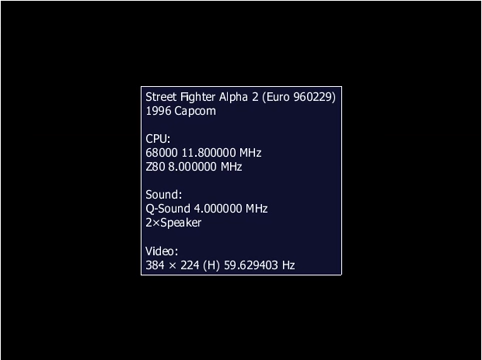 Street Fighter Alpha 2 (Euro 960229)
1996 Capcom
CPU:
68000 11.800000 MHz
Z80 8.000000 MHz
Sound:
Q-Sound 4.000000 MHz
2×Speaker
Video:
384 × 224 (H) 59.629403 Hz